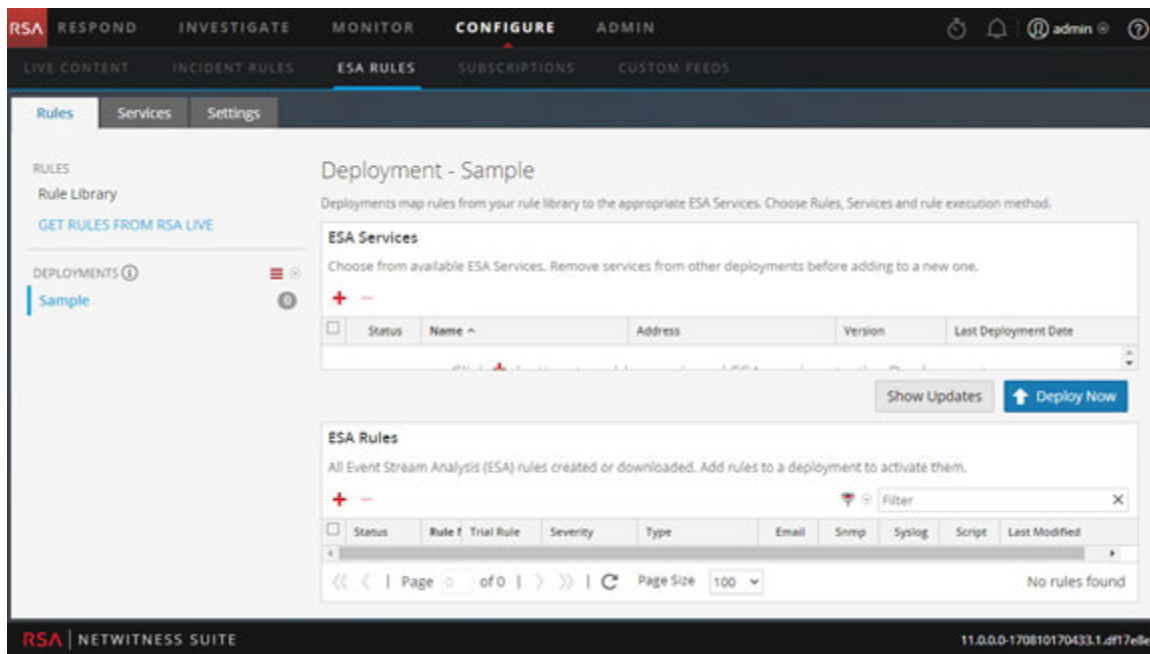 RSA RESPOND INVESTIGATE MONITOR CONFIGURE ADMIN admin
LIVE CONTENT INCIDENT RULES ESA RULES SUBSCRIPTIONS CUSTOM FEEDS
Rules Services Settings
RULES
Rule Library
GET RULES FROM RSA LIVE
DEPLOYMENTS
Sample 0
Deployment - Sample
Deployments map rules from your rule library to the appropriate ESA Services. Choose Rules, Services and rule execution method.
ESA Services
Choose from available ESA Services. Remove services from other deployments before adding to a new one.
Status Name Address Version Last Deployment Date
Show Updates Deploy Now
ESA Rules
All Event Stream Analysis (ESA) rules created or downloaded. Add rules to a deployment to activate them.
Filter
Status Rule Trial Rule Severity Type Email Snmp Syslog Script Last Modified
Page 0 of 0 Page Size 100 No rules found
RSA NETWITNESS SUITE 11.0.0.0-170810170433.1.df17e8e